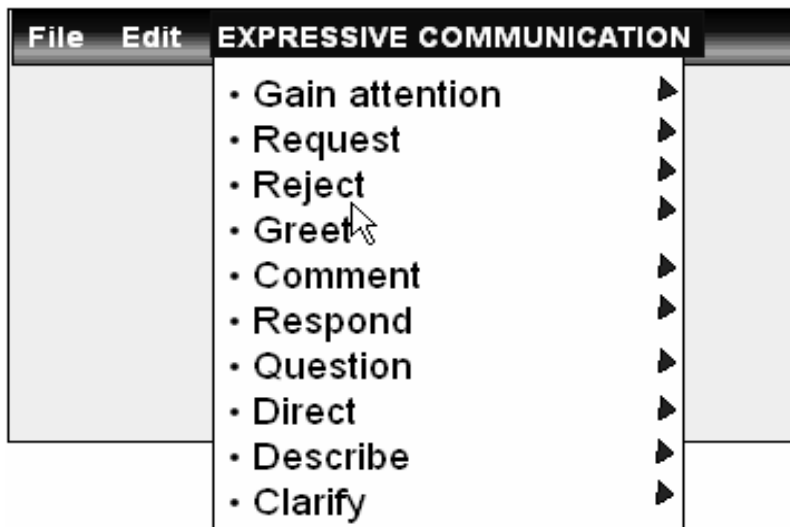 File Edit EXPRESSIVE COMMUNICATION
• Gain attention
• Request
• Reject
• Greet
• Comment
• Respond
• Question
• Direct
• Describe
• Clarify